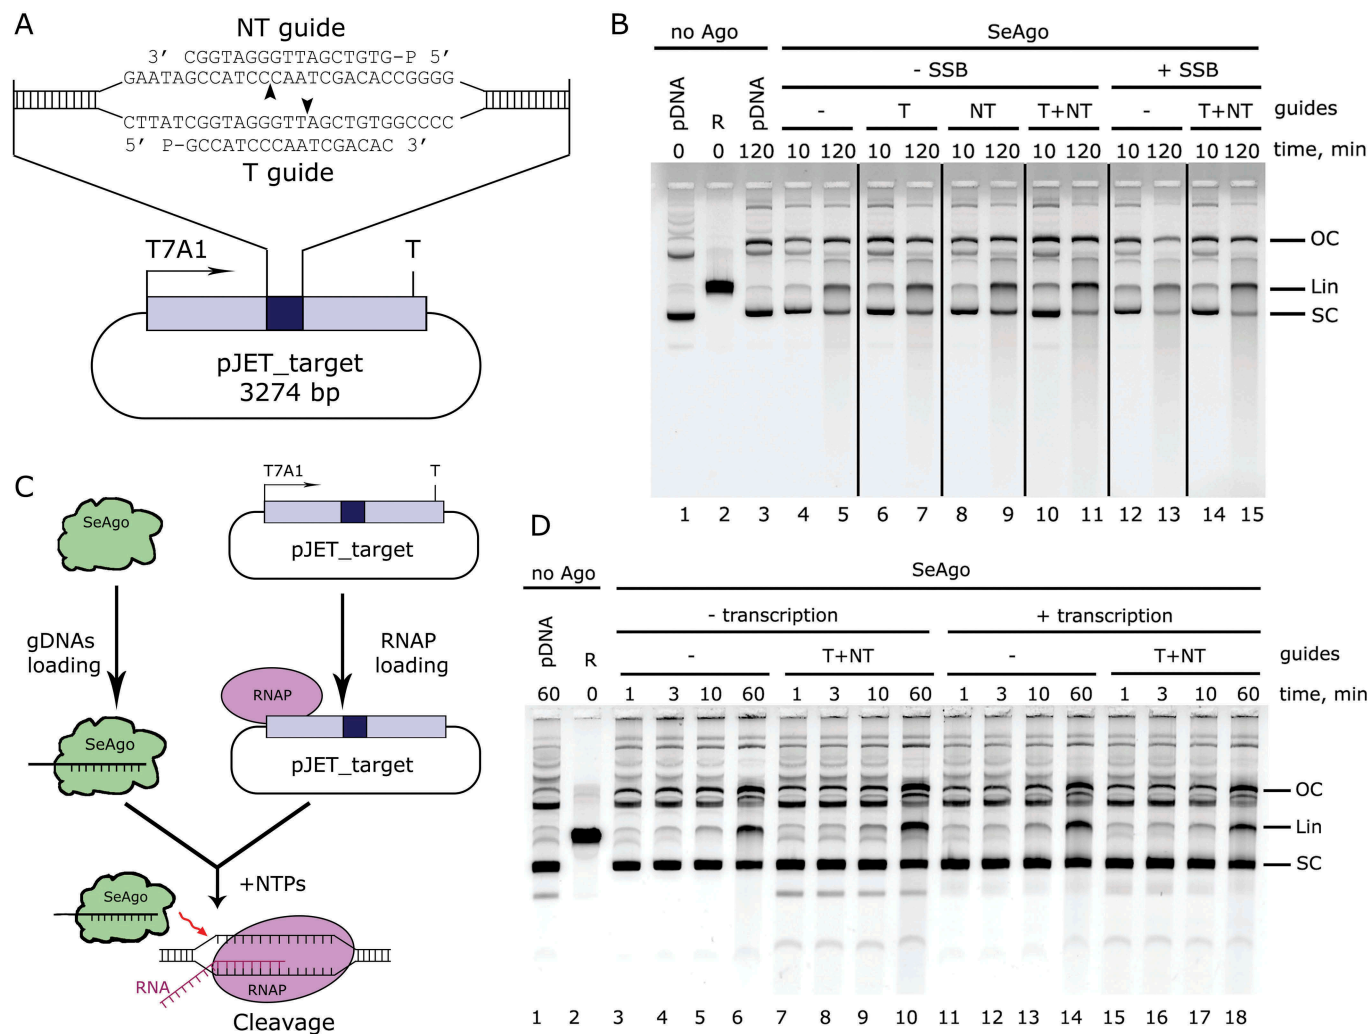 A
NT guide
3′ CGGTAGGGTTAGCTGTG-P 5′
GAATAGCCATCCCAATCGACACCGGGG
CTTATCGGTAGGGTTAGCTGTGGCCCC
5′ P-GCCATCCCAATCGACAC 3′
T guide
T7A1
T
pJET_target
3274 bp
B
no Ago
SeAgo
- SSB
+ SSB
pDNA R pDNA - T NT T+NT - T+NT guides
0 0 120 10 120 10 120 10 120 10 120 10 120 10 120 time, min
OC
Lin
SC
1 2 3 4 5 6 7 8 9 10 11 12 13 14 15
C
SeAgo
T7A1
T
pJET_target
gDNAs
loading
RNAP
loading
RNAP
SeAgo
pJET_target
+NTPs
SeAgo
RNA
RNAP
Cleavage
D
no Ago
SeAgo
- transcription
+ transcription
pDNA R - T+NT - T+NT guides
60 0 1 3 10 60 1 3 10 60 1 3 10 60 1 3 10 60 time, min
OC
Lin
SC
1 2 3 4 5 6 7 8 9 10 11 12 13 14 15 16 17 18